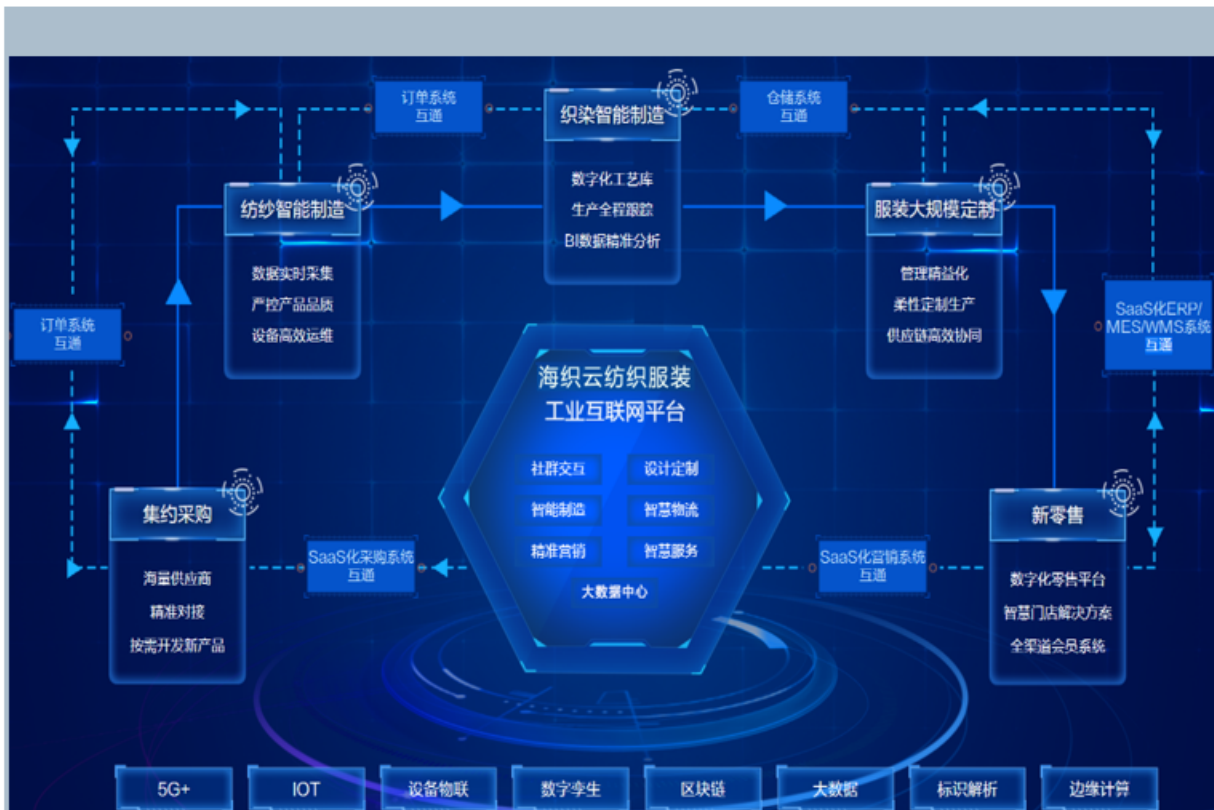 订单系统
互通
织染智能制造
数字化工艺库
生产全程跟踪
BI数据精准分析
仓储系统
互通
纺纱智能制造
数据实时采集
严控产品品质
设备高效运维
服装大规模定制
管理精益化
柔性定制生产
供应链高效协同
订单系统
互通
SaaS化ERP/
MES/WMS系统
互通
海织云纺织服装
工业互联网平台
社群交互
设计定制
智能制造
智慧物流
精准营销
智慧服务
大数据中心
集约采购
海量供应商
精准对接
按需开发新产品
SaaS化采购系统
互通
SaaS化营销系统
互通
新零售
数字化零售平台
智慧门店解决方案
全渠道会员系统
5G+
IOT
设备物联
数字孪生
区块链
大数据
标识解析
边缘计算